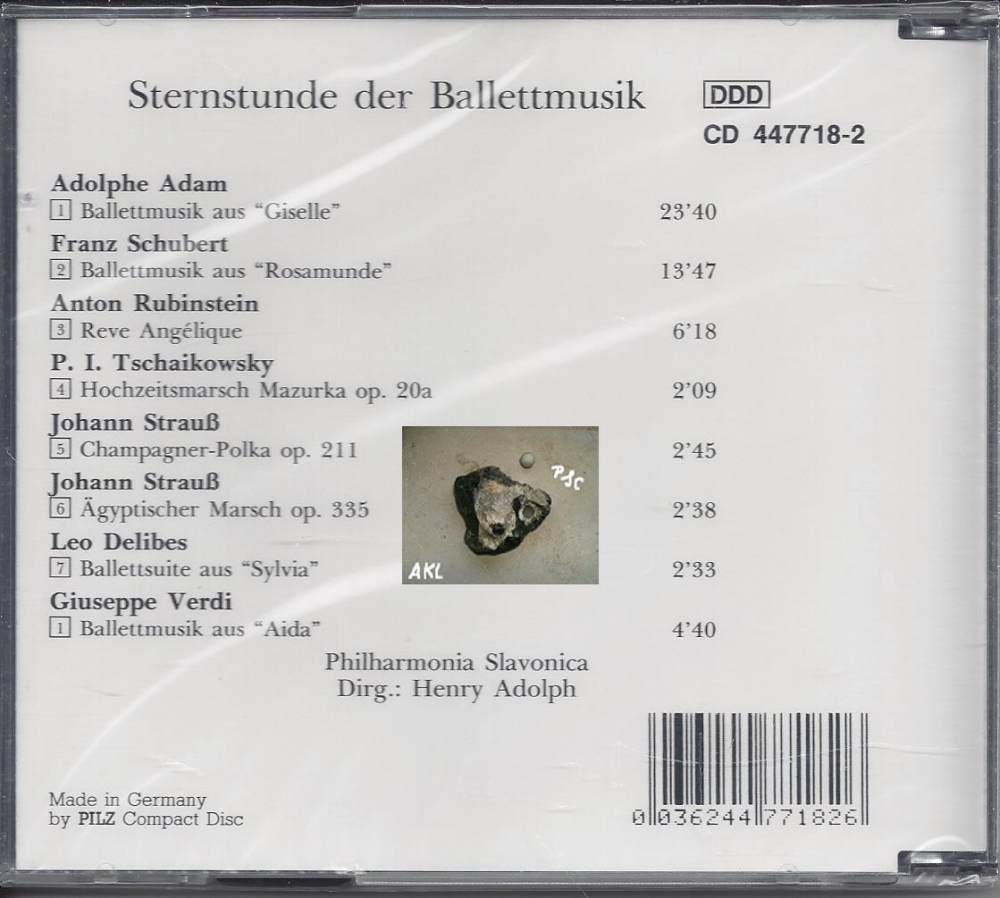 Sternstunde der Ballettmusik
DDD
CD 447718-2
Adolphe Adam
1 Ballettmusik aus “Giselle” 23’40
Franz Schubert
2 Ballettmusik aus “Rosamunde” 13’47
Anton Rubinstein
3 Reve Angélique 6’18
P. I. Tschaikowsky
4 Hochzeitsmarsch Mazurka op. 20a 2’09
Johann Strauß
5 Champagner-Polka op. 211 2’45
Johann Strauß
6 Ägyptischer Marsch op. 335 2’38
Leo Delibes
7 Ballettsuite aus “Sylvia” 2’33
Giuseppe Verdi
1 Ballettmusik aus “Aida” 4’40
PSC
AKL
Philharmonia Slavonica
Dirg.: Henry Adolph
Made in Germany
by PILZ Compact Disc
0 036244 771826